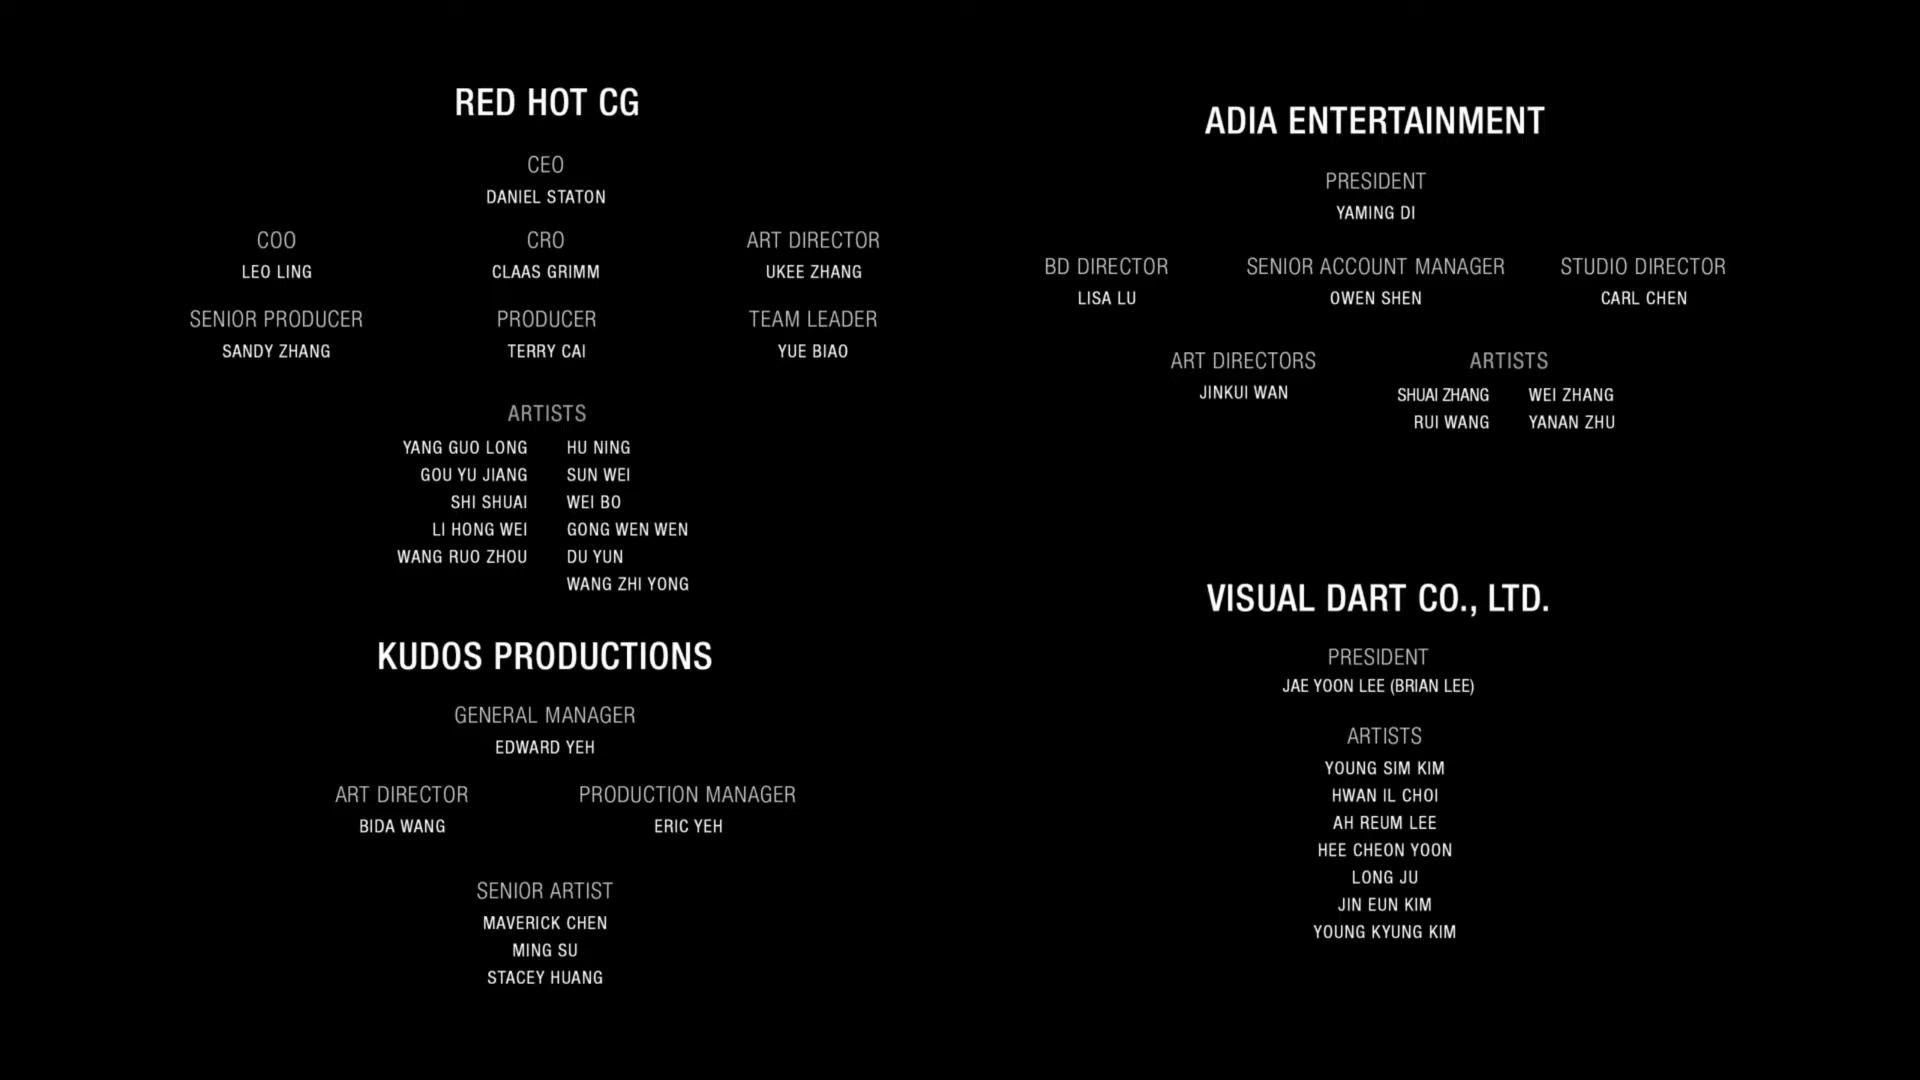 RED HOT CG
CEO
DANIEL STATON
COO CRO ART DIRECTOR
LEO LING CLAAS GRIMM UKEE ZHANG
SENIOR PRODUCER PRODUCER TEAM LEADER
SANDY ZHANG TERRY CAI YUE BIAO
ARTISTS
YANG GUO LONG HU NING
GOU YU JIANG SUN WEI
SHI SHUAI WEI BO
LI HONG WEI GONG WEN WEN
WANG RUO ZHOU DU YUN
WANG ZHI YONG
KUDOS PRODUCTIONS
GENERAL MANAGER
EDWARD YEH
ART DIRECTOR PRODUCTION MANAGER
BIDA WANG ERIC YEH
SENIOR ARTIST
MAVERICK CHEN
MING SU
STACEY HUANG
ADIA ENTERTAINMENT
PRESIDENT
YAMING DI
BD DIRECTOR SENIOR ACCOUNT MANAGER STUDIO DIRECTOR
LISA LU OWEN SHEN CARL CHEN
ART DIRECTORS ARTISTS
JINKUI WAN SHUAI ZHANG WEI ZHANG
RUI WANG YANAN ZHU
VISUAL DART CO., LTD.
PRESIDENT
JAE YOON LEE (BRIAN LEE)
ARTISTS
YOUNG SIM KIM
HWAN IL CHOI
AH REUM LEE
HEE CHEON YOON
LONG JU
JIN EUN KIM
YOUNG KYUNG KIM